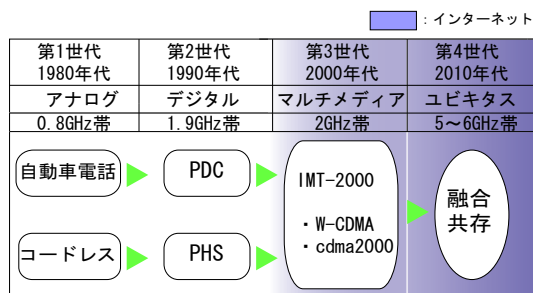 ：インターネット
第1世代 第2世代 第3世代 第4世代
1980年代 1990年代 2000年代 2010年代
アナログ デジタル マルチメディア ユビキタス
0.8GHz帯 1.9GHz帯 2GHz帯 5～6GHz帯
自動車電話 PDC
IMT-2000
・W-CDMA
・cdma2000
融合
共存
コードレス PHS